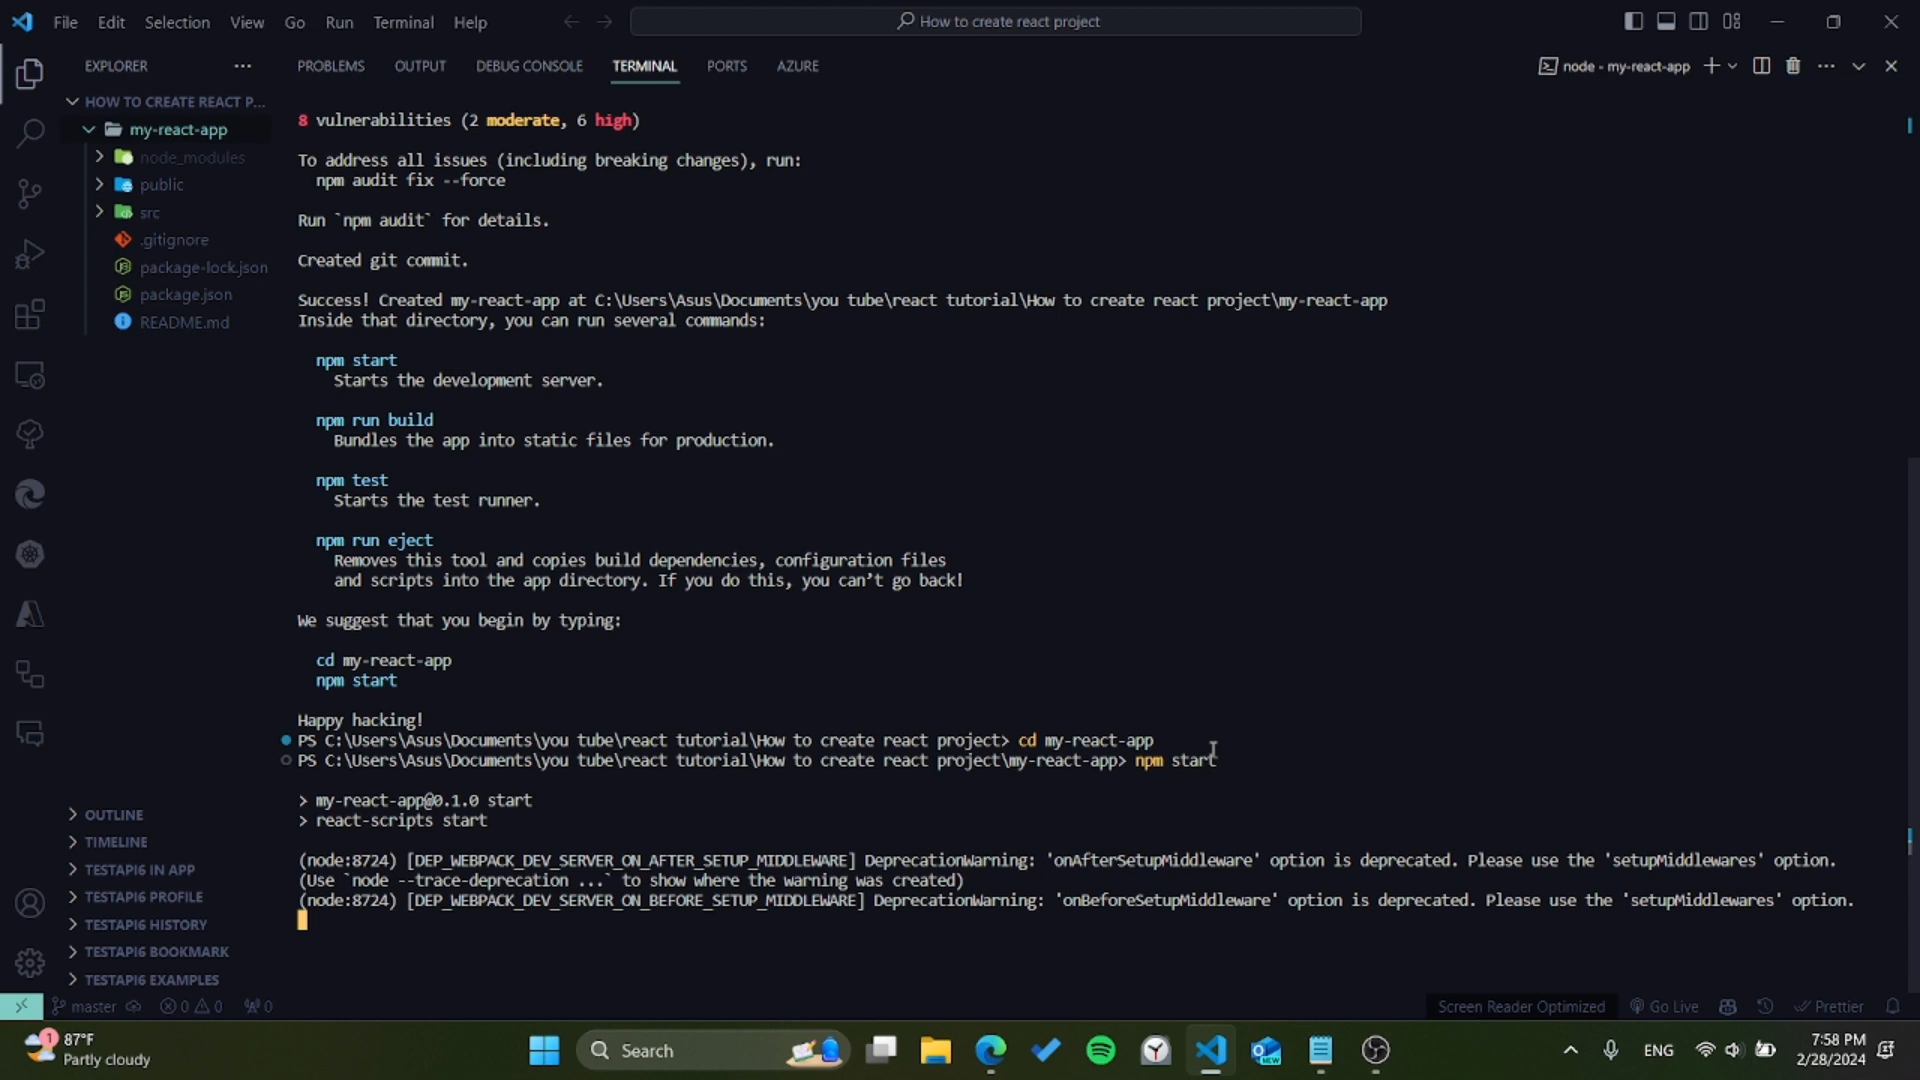 File Edit Selection View Go Run Terminal Help
How to create react project
EXPLORER
HOW TO CREATE REACT P...
my-react-app
node_modules
public
src
.gitignore
package-lock.json
package.json
README.md
OUTLINE
TIMELINE
TESTAPI6 IN APP
TESTAPI6 PROFILE
TESTAPI6 HISTORY
TESTAPI6 BOOKMARK
TESTAPI6 EXAMPLES
PROBLEMS OUTPUT DEBUG CONSOLE TERMINAL PORTS AZURE
node - my-react-app
8 vulnerabilities (2 moderate, 6 high)
To address all issues (including breaking changes), run:
npm audit fix --force
Run `npm audit` for details.
Created git commit.
Success! Created my-react-app at C:\Users\Asus\Documents\you tube\react tutorial\How to create react project\my-react-app
Inside that directory, you can run several commands:
npm start
Starts the development server.
npm run build
Bundles the app into static files for production.
npm test
Starts the test runner.
npm run eject
Removes this tool and copies build dependencies, configuration files
and scripts into the app directory. If you do this, you can’t go back!
We suggest that you begin by typing:
cd my-react-app
npm start
Happy hacking!
PS C:\Users\Asus\Documents\you tube\react tutorial\How to create react project> cd my-react-app
PS C:\Users\Asus\Documents\you tube\react tutorial\How to create react project\my-react-app> npm start
> my-react-app@0.1.0 start
> react-scripts start
(node:8724) [DEP_WEBPACK_DEV_SERVER_ON_AFTER_SETUP_MIDDLEWARE] DeprecationWarning: 'onAfterSetupMiddleware' option is deprecated. Please use the 'setupMiddlewares' option.
(Use `node --trace-deprecation ...` to show where the warning was created)
(node:8724) [DEP_WEBPACK_DEV_SERVER_ON_BEFORE_SETUP_MIDDLEWARE] DeprecationWarning: 'onBeforeSetupMiddleware' option is deprecated. Please use the 'setupMiddlewares' option.
master 0 0 0
Screen Reader Optimized Go Live Prettier
1
87°F
Partly cloudy
Search
NEW
ENG
7:58 PM
2/28/2024